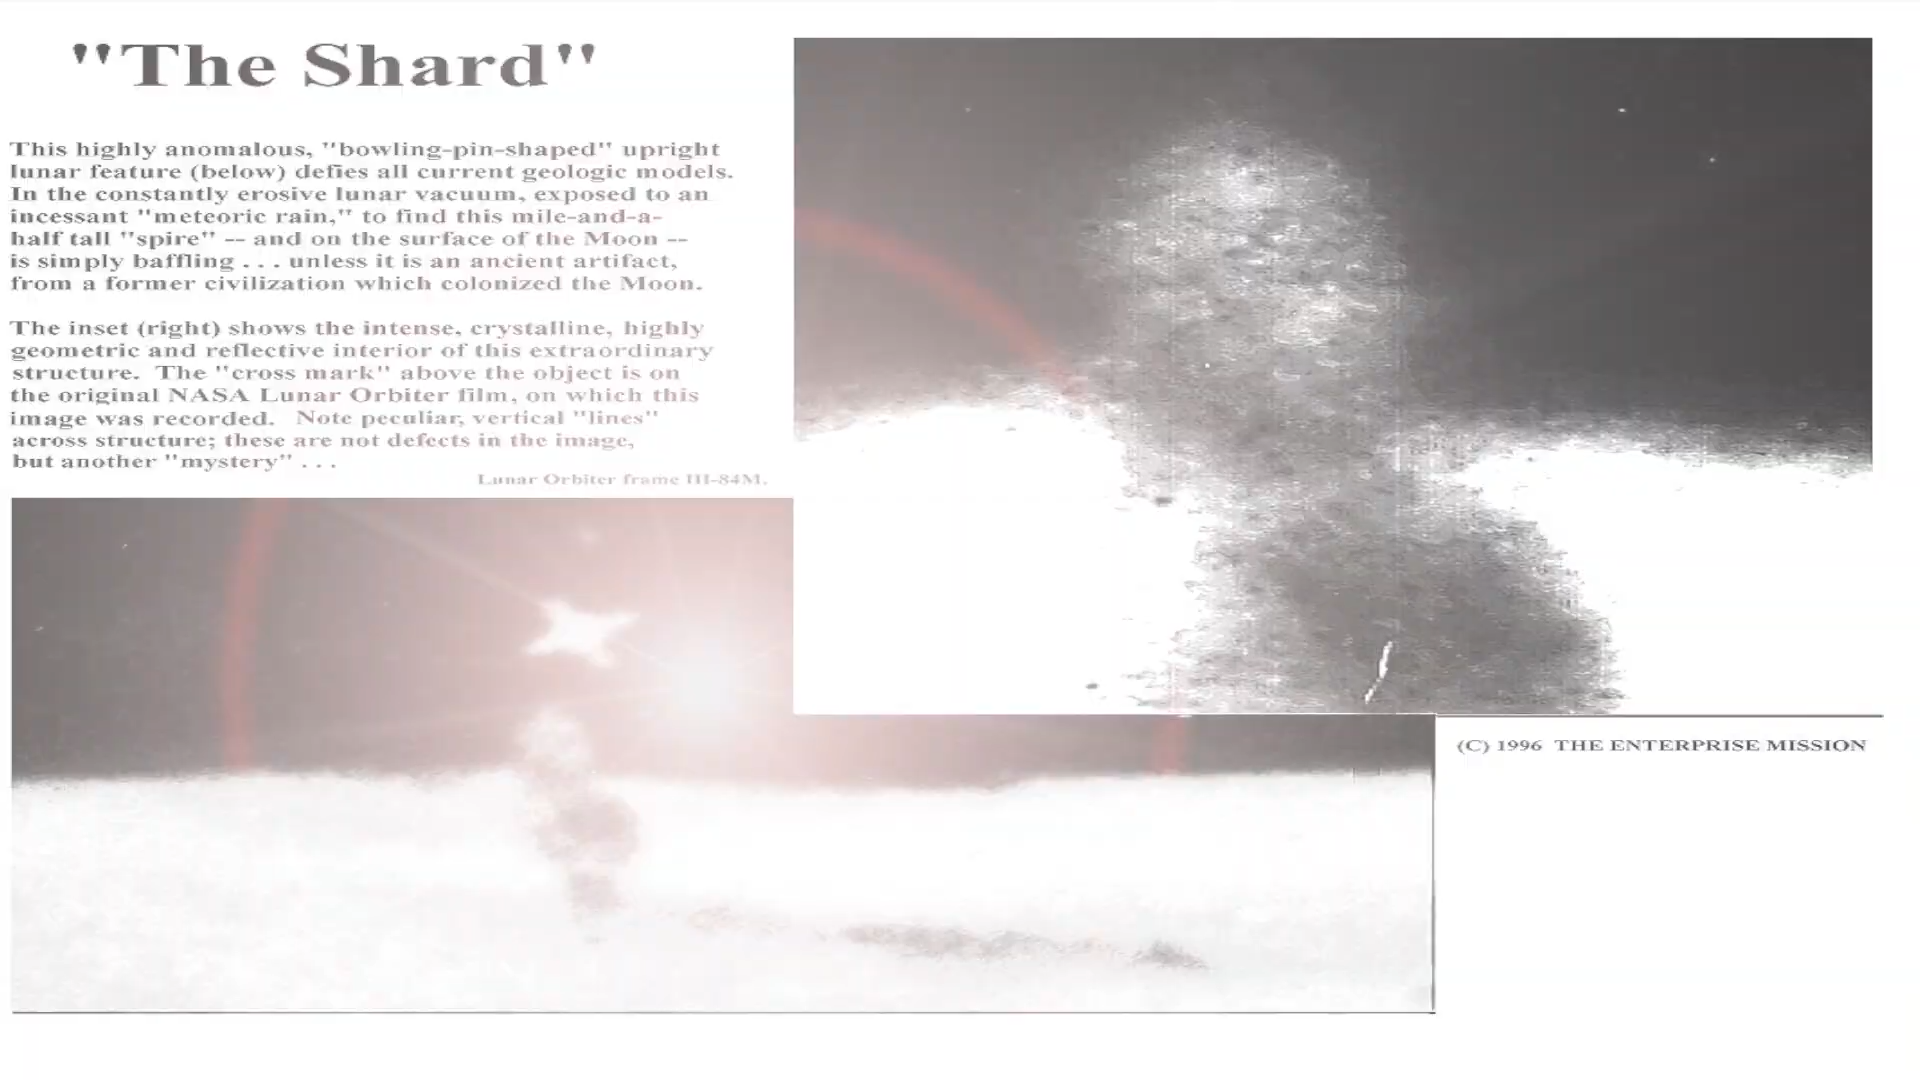 "The Shard"
This highly anomalous, "bowling-pin-shaped" upright
lunar feature (below) defies all current geologic models.
In the constantly erosive lunar vacuum, exposed to an
incessant "meteoric rain," to find this mile-and-a-
half tall "spire" -- and on the surface of the Moon --
is simply baffling . . . unless it is an ancient artifact,
from a former civilization which colonized the Moon.
The inset (right) shows the intense, crystalline, highly
geometric and reflective interior of this extraordinary
structure. The "cross mark" above the object is on
the original NASA Lunar Orbiter film, on which this
image was recorded. Note peculiar, vertical "lines"
across structure; these are not defects in the image,
but another "mystery" . . .
Lunar Orbiter frame III-84M.
(C) 1996 THE ENTERPRISE MISSION